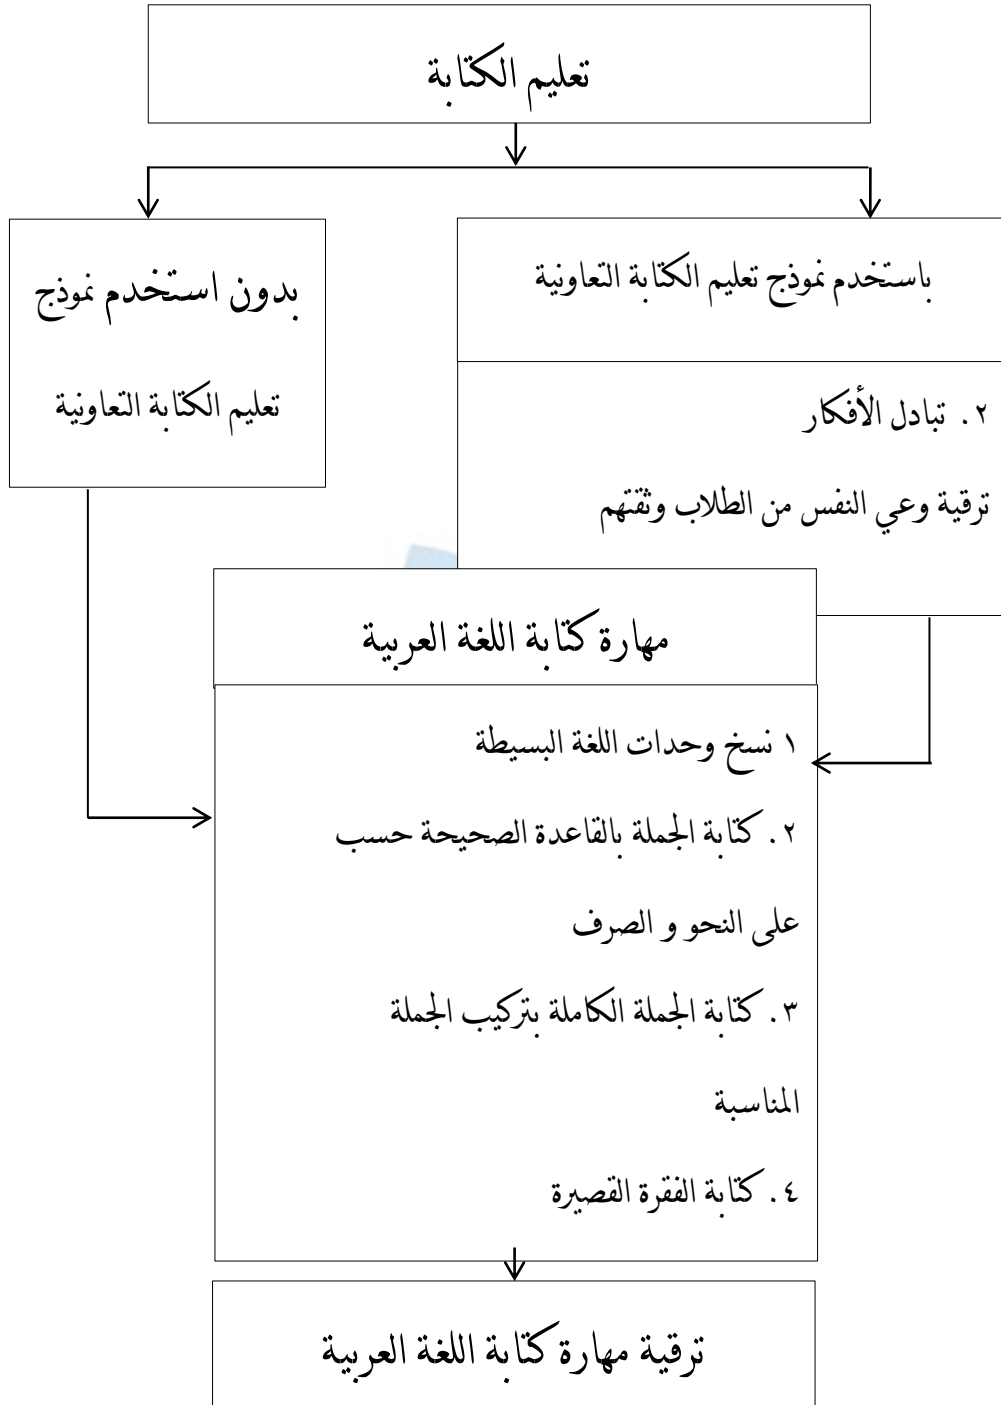 تعليم الكتابة
باستخدم نموذج تعليم الكتابة التعاونية
بدون استخدم نموذج
تعليم الكتابة التعاونية
٢. تبادل الأفكار
ترقية وعي النفس من الطلاب وثقتهم
مهارة كتابة اللغة العربية
١ نسخ وحدات اللغة البسيطة
٢. كتابة الجملة بالقاعدة الصحيحة حسب
على النحو و الصرف
٣. كتابة الجملة الكاملة بتركيب الجملة
المناسبة
٤. كتابة الفقرة القصيرة
ترقية مهارة كتابة اللغة العربية